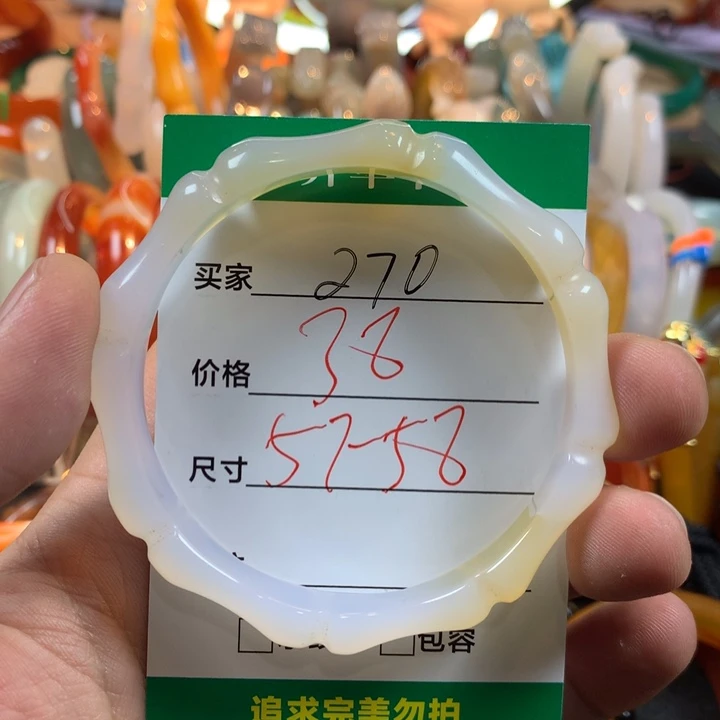 买家 270
价格 38
尺寸 57-58
包容
追求完美勿拍